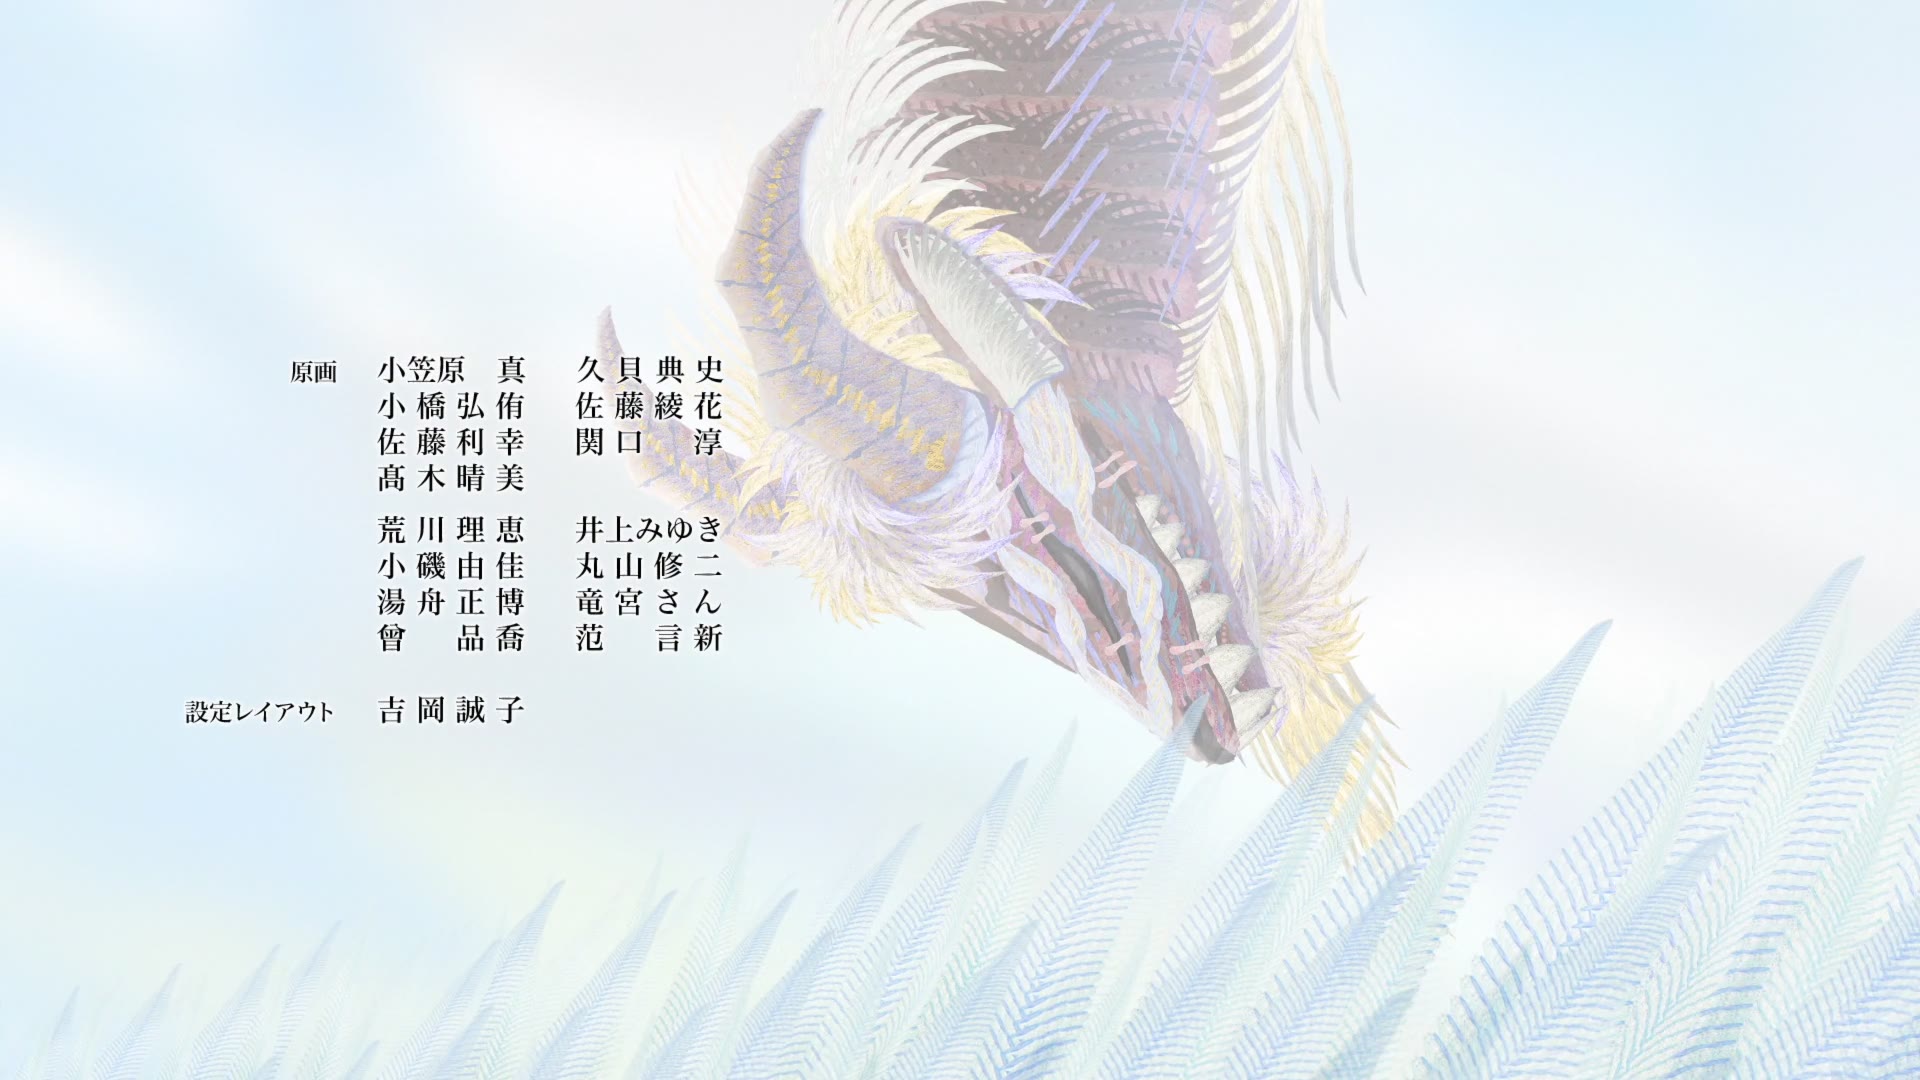 原画 小笠原 真 久貝典史
小橋弘侑 佐藤綾花
佐藤利幸 関口 淳
髙木晴美
荒川理恵 井上みゆき
小磯由佳 丸山修二
湯舟正博 竜宮さん
曾 品喬 范 言新
設定レイアウト 吉岡誠子